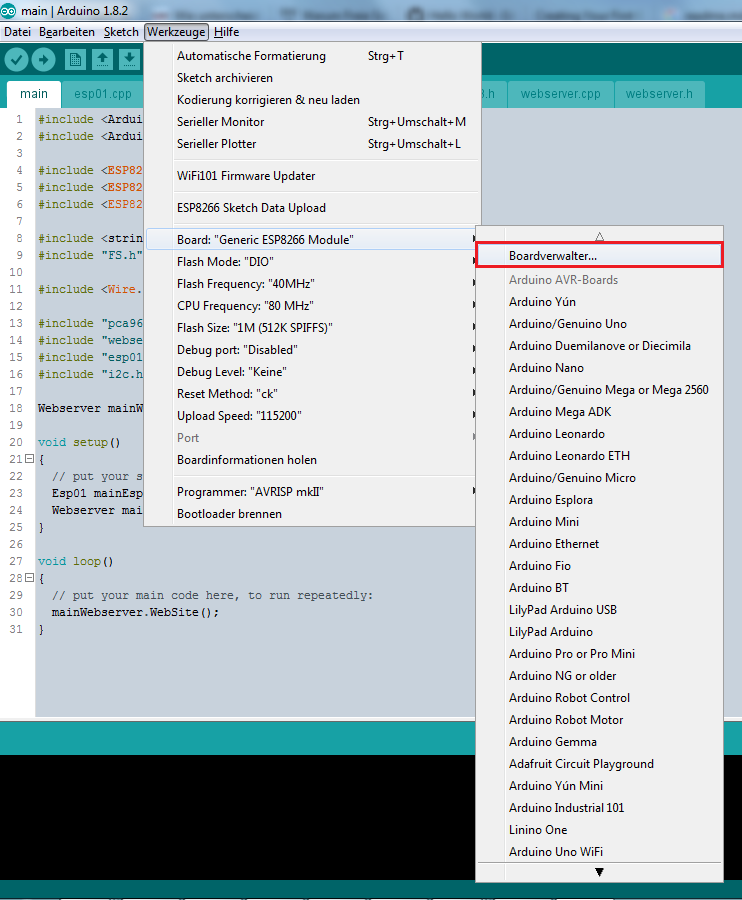 main | Arduino 1.8.2
Datei Bearbeiten Sketch Werkzeuge Hilfe
main esp01.cpp .h webserver.cpp webserver.h
Automatische Formatierung Strg+T
Sketch archivieren
Kodierung korrigieren & neu laden
Serieller Monitor Strg+Umschalt+M
Serieller Plotter Strg+Umschalt+L
WiFi101 Firmware Updater
ESP8266 Sketch Data Upload
Board: "Generic ESP8266 Module"
Flash Mode: "DIO"
Flash Frequency: "40MHz"
CPU Frequency: "80 MHz"
Flash Size: "1M (512K SPIFFS)"
Debug port: "Disabled"
Debug Level: "Keine"
Reset Method: "ck"
Upload Speed: "115200"
Port
Boardinformationen holen
Programmer: "AVRISP mkII"
Bootloader brennen
Boardverwalter...
Arduino AVR-Boards
Arduino Yún
Arduino/Genuino Uno
Arduino Duemilanove or Diecimila
Arduino Nano
Arduino/Genuino Mega or Mega 2560
Arduino Mega ADK
Arduino Leonardo
Arduino Leonardo ETH
Arduino/Genuino Micro
Arduino Esplora
Arduino Mini
Arduino Ethernet
Arduino Fio
Arduino BT
LilyPad Arduino USB
LilyPad Arduino
Arduino Pro or Pro Mini
Arduino NG or older
Arduino Robot Control
Arduino Robot Motor
Arduino Gemma
Adafruit Circuit Playground
Arduino Yún Mini
Arduino Industrial 101
Linino One
Arduino Uno WiFi
1 #include <Ardui
2 #include <Ardui
3
4 #include <ESP82
5 #include <ESP82
6 #include <ESP82
7
8 #include <strin
9 #include "FS.h"
10
11 #include <Wire.
12
13 #include "pca96
14 #include "webse
15 #include "esp01
16 #include "i2c.h
17
18 Webserver mainW
19
20 void setup()
21 {
22 // put your s
23 Esp01 mainEsp
24 Webserver mai
25 }
26
27 void loop()
28 {
29 // put your main code here, to run repeatedly:
30 mainWebserver.WebSite();
31 }